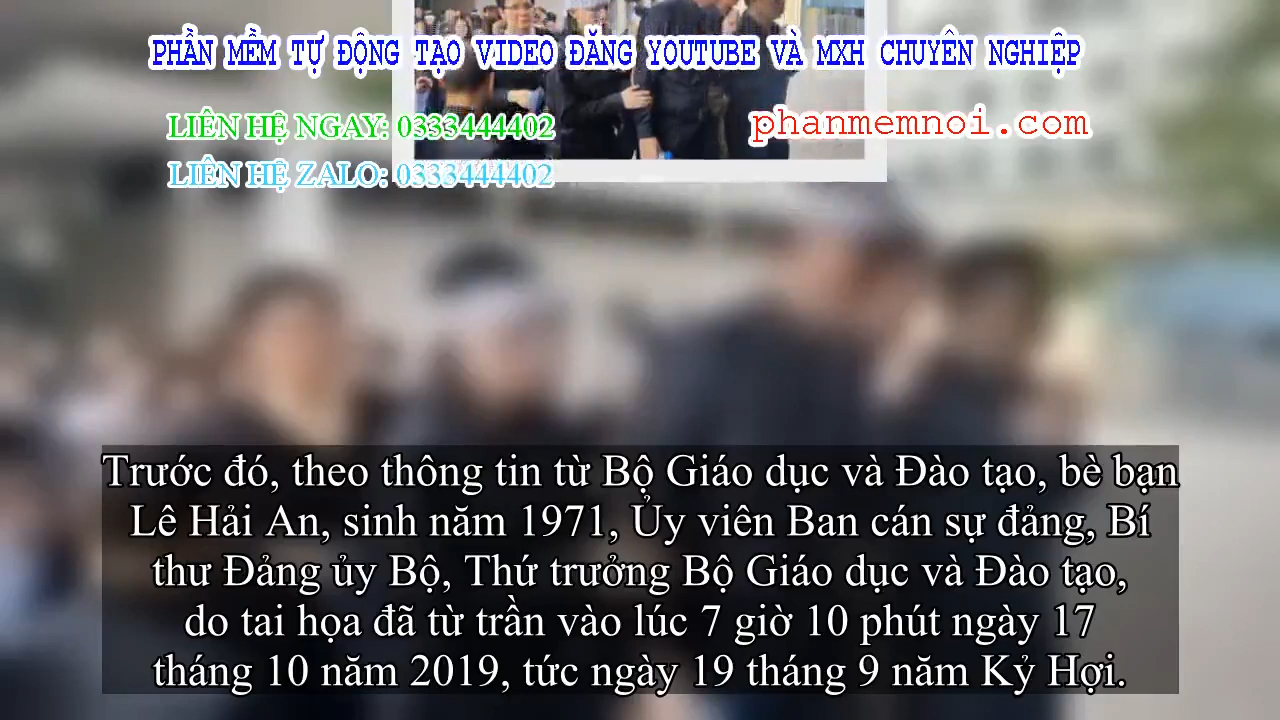 PHẦN MỀM TỰ ĐỘNG TẠO VIDEO ĐĂNG YOUTUBE VÀ MXH CHUYÊN NGHIỆP
LIÊN HỆ NGAY: 0333444402
phanmemnoi.com
LIÊN HỆ ZALO: 0333444402
Trước đó, theo thông tin từ Bộ Giáo dục và Đào tạo, bè bạn
Lê Hải An, sinh năm 1971, Ủy viên Ban cán sự đảng, Bí
thư Đảng ủy Bộ, Thứ trưởng Bộ Giáo dục và Đào tạo,
do tai họa đã từ trần vào lúc 7 giờ 10 phút ngày 17
tháng 10 năm 2019, tức ngày 19 tháng 9 năm Kỷ Hợi.